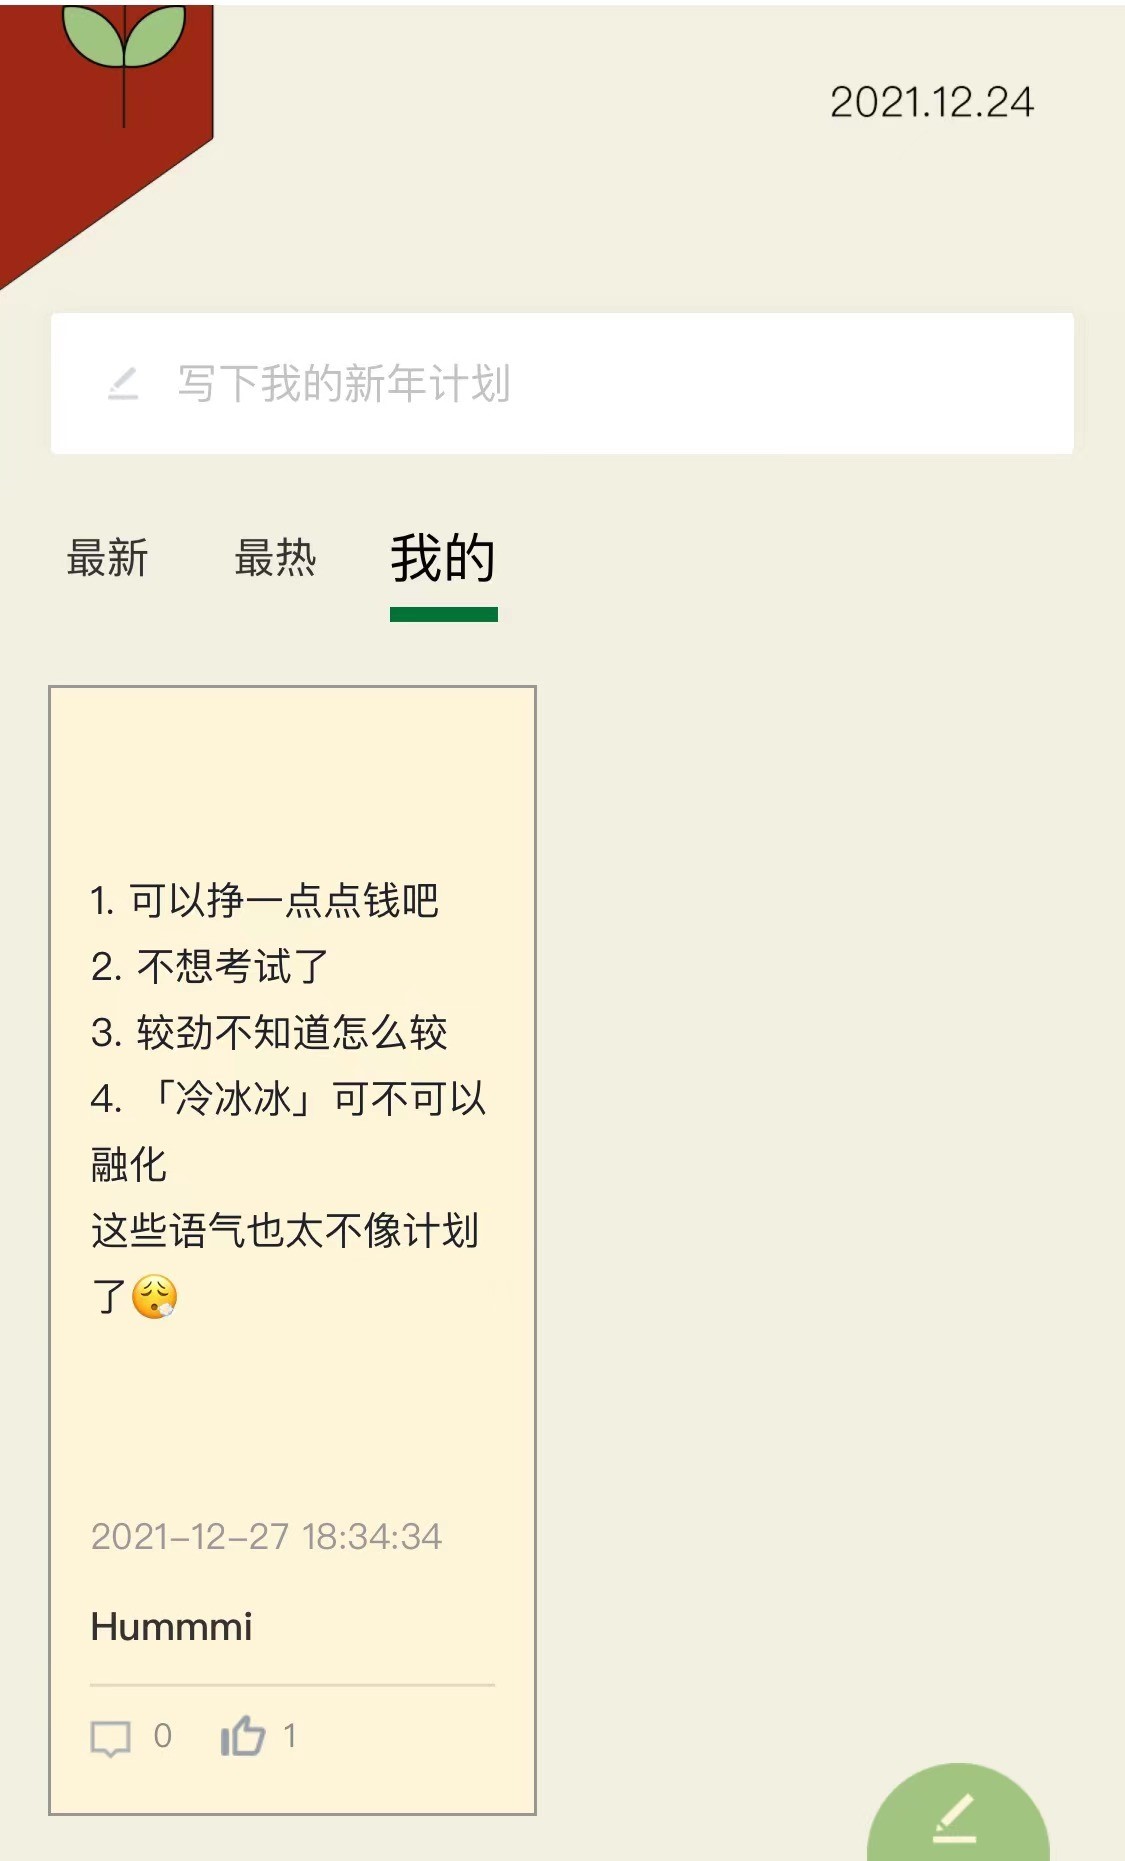 2021.12.24
写下我的新年计划
最新 最热 我的
1. 可以挣一点点钱吧
2. 不想考试了
3. 较劲不知道怎么较
4. 「冷冰冰」可不可以
融化
这些语气也太不像计划
了😮‍💨
2021-12-27 18:34:34
Hummmi
0 1